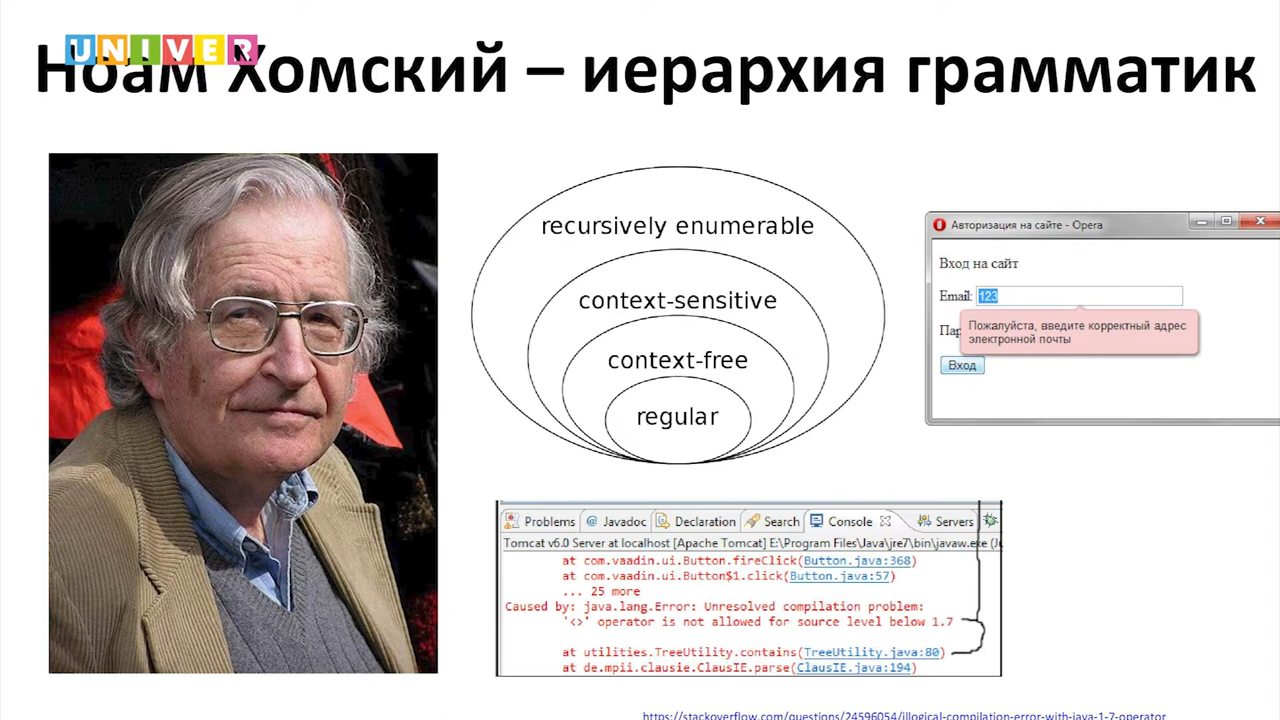 UNIVER
Ноам Хомский – иерархия грамматик
recursively enumerable
context-sensitive
context-free
regular
Авторизация на сайте - Opera
Вход на сайт
Email: 123
Пожалуйста, введите корректный адрес
электронной почты
Пар
Вход
Problems @ Javadoc Declaration Search Console Servers
Tomcat v6.0 Server at localhost [Apache Tomcat] E:\Program Files\Java\jre7\bin\javaw.exe (Ju
at com.vaadin.ui.Button.fireClick(Button.java:368)
at com.vaadin.ui.Button$1.click(Button.java:57)
... 25 more
Caused by: java.lang.Error: Unresolved compilation problem:
'<>' operator is not allowed for source level below 1.7
at utilities.TreeUtility.contains(TreeUtility.java:80)
at de.mpii.clausie.ClausIE.parse(ClausIE.java:194)
https://stackoverflow.com/questions/24596054/illogical-compilation-error-with-java-1-7-operator